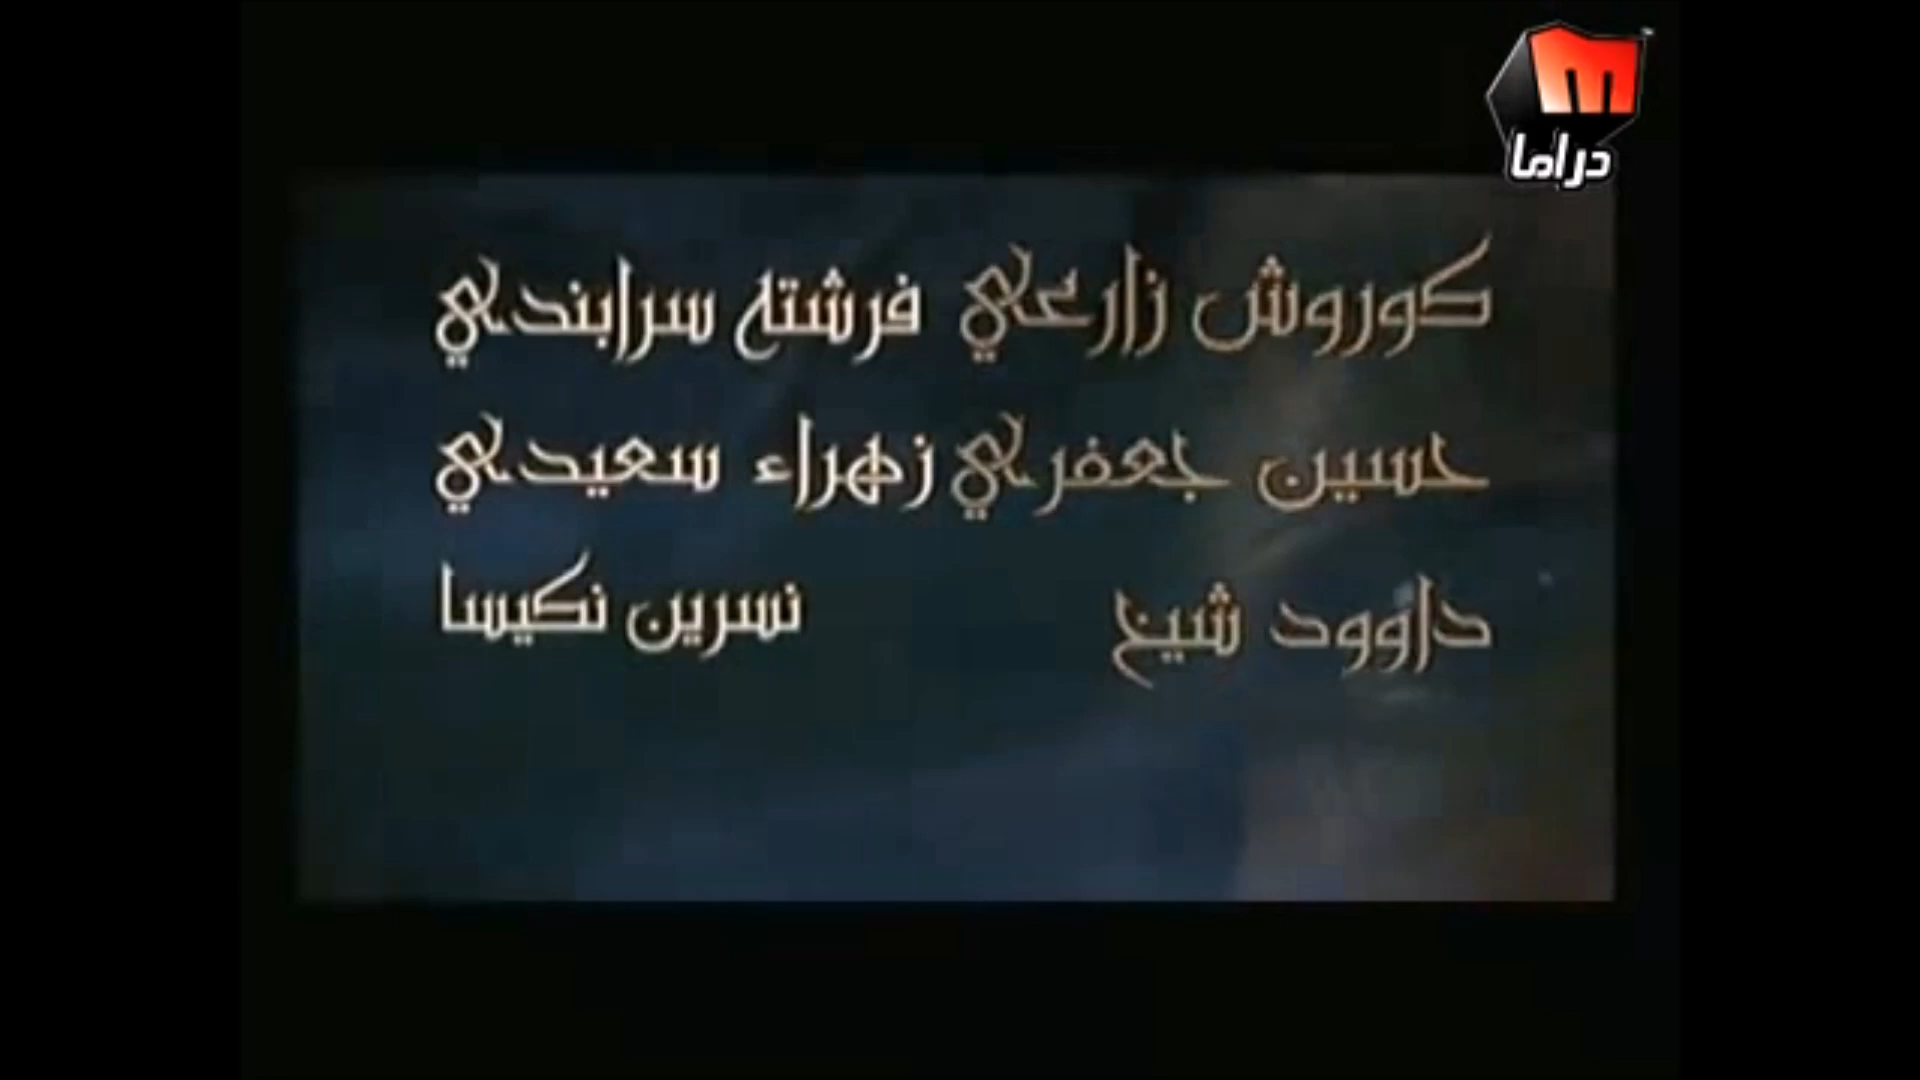 دراما
كوروش زارعي فرشته سرابندي
حسين جعفري زهراء سعيدي
داوود شيخ نسرين نكيسا